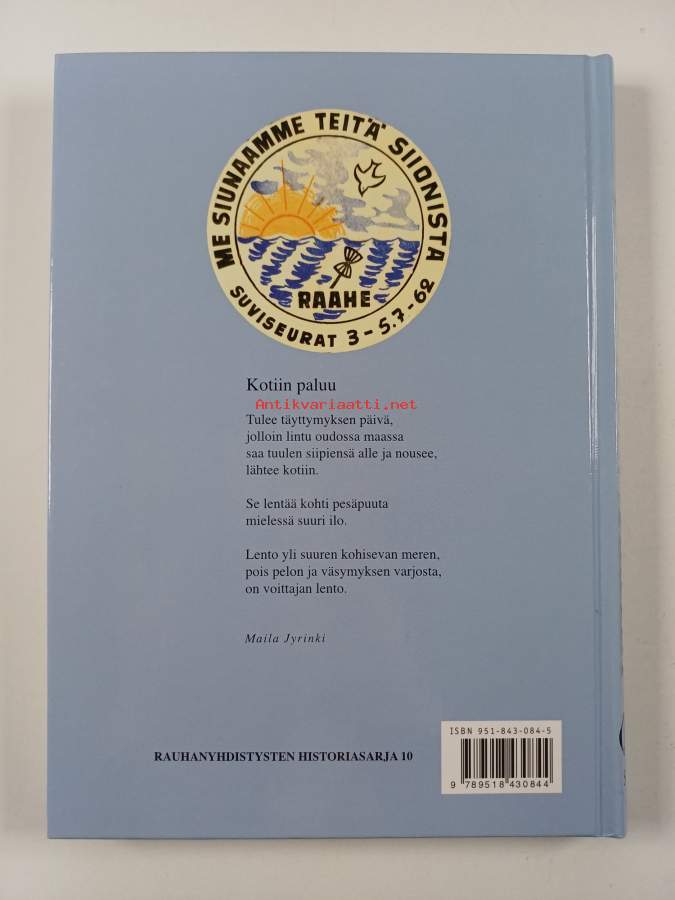 ME SIUNAAMME TEITÄ SIIONISTA
RAAHE
SUVISEURAT 3-5.7-62
Kotiin paluu
Antikvariaatti.net
Tulee täyttymyksen päivä,
jolloin lintu oudossa maassa
saa tuulen siipiensä alle ja nousee,
lähtee kotiin.
Se lentää kohti pesäpuuta
mielessä suuri ilo.
Lento yli suuren kohisevan meren,
pois pelon ja väsymyksen varjosta,
on voittajan lento.
Maila Jyrinki
ISBN 951-843-084-5
RAUHANYHDISTYSTEN HISTORIASARJA 10
9 789518 430844